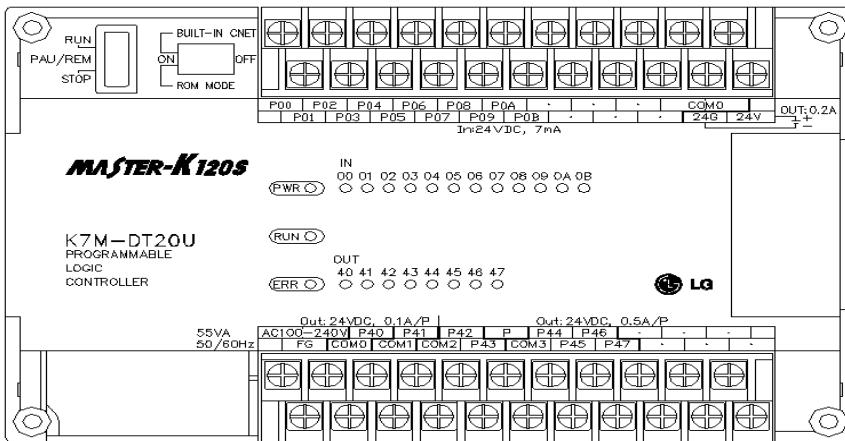 RUN
PAU/REM
STOP
BUILT-IN CNET
ON OFF
ROM MODE
P00 P02 P04 P06 P08 P0A · · · COM0
P01 P03 P05 P07 P09 P0B · · · 24G 24V
OUT: 0.2A
+
−
In:24VDC, 7mA
MASTER-K120S
IN
00 01 02 03 04 05 06 07 08 09 0A 0B
PWR
K7M-DT20U
PROGRAMMABLE
LOGIC
CONTROLLER
RUN
OUT
40 41 42 43 44 45 46 47
ERR
LG
Out: 24VDC, 0.1A/P Out: 24VDC, 0.5A/P
55VA
50/60Hz
AC100-240V P40 P41 P42 P P44 P46 · · · ·
FG COM0 COM1 COM2 P43 COM3 P45 P47 · · ·